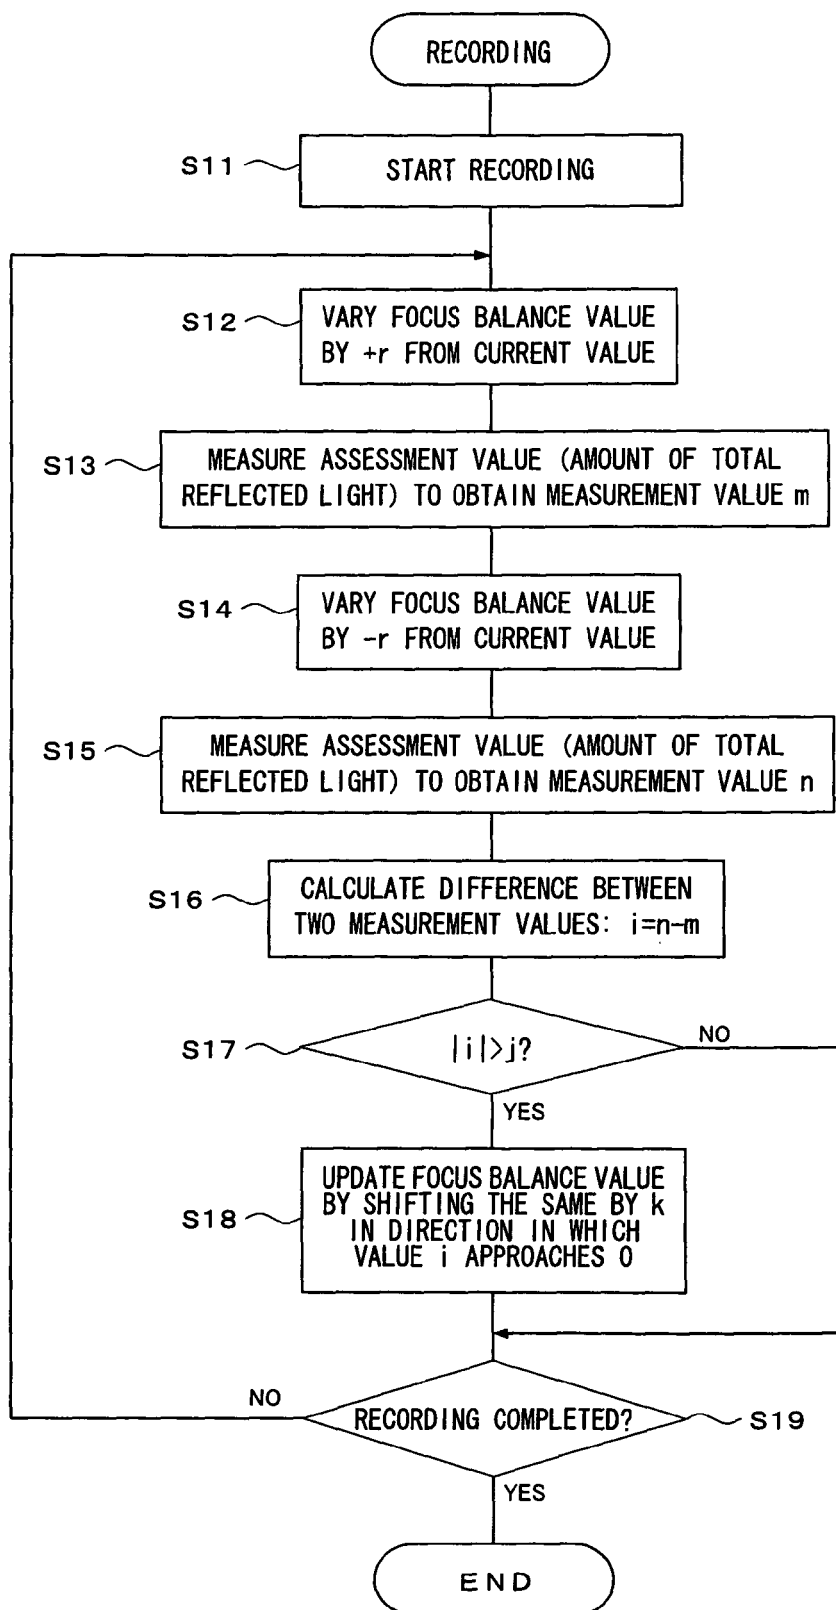 RECORDING
S11
START RECORDING
S12
VARY FOCUS BALANCE VALUE
BY +r FROM CURRENT VALUE
S13
MEASURE ASSESSMENT VALUE (AMOUNT OF TOTAL
REFLECTED LIGHT) TO OBTAIN MEASUREMENT VALUE m
S14
VARY FOCUS BALANCE VALUE
BY -r FROM CURRENT VALUE
S15
MEASURE ASSESSMENT VALUE (AMOUNT OF TOTAL
REFLECTED LIGHT) TO OBTAIN MEASUREMENT VALUE n
S16
CALCULATE DIFFERENCE BETWEEN
TWO MEASUREMENT VALUES: i=n-m
S17
|i|>j?
NO
YES
S18
UPDATE FOCUS BALANCE VALUE
BY SHIFTING THE SAME BY k
IN DIRECTION IN WHICH
VALUE i APPROACHES 0
NO
RECORDING COMPLETED?
S19
YES
END